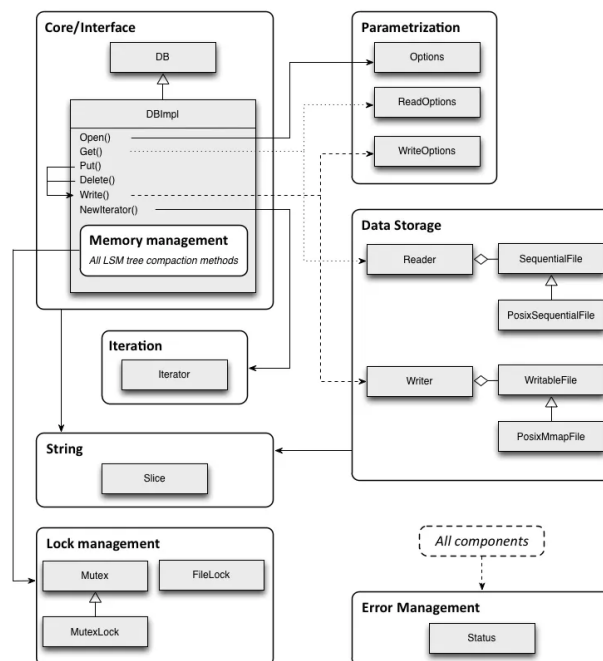 Core/Interface
DB
DBImpl
Open()
Get()
Put()
Delete()
Write()
NewIterator()
Memory management
All LSM tree compaction methods
Parametrization
Options
ReadOptions
WriteOptions
Data Storage
Reader
SequentialFile
PosixSequentialFile
Writer
WritableFile
PosixMmapFile
Iteration
Iterator
String
Slice
Lock management
Mutex
FileLock
MutexLock
All components
Error Management
Status